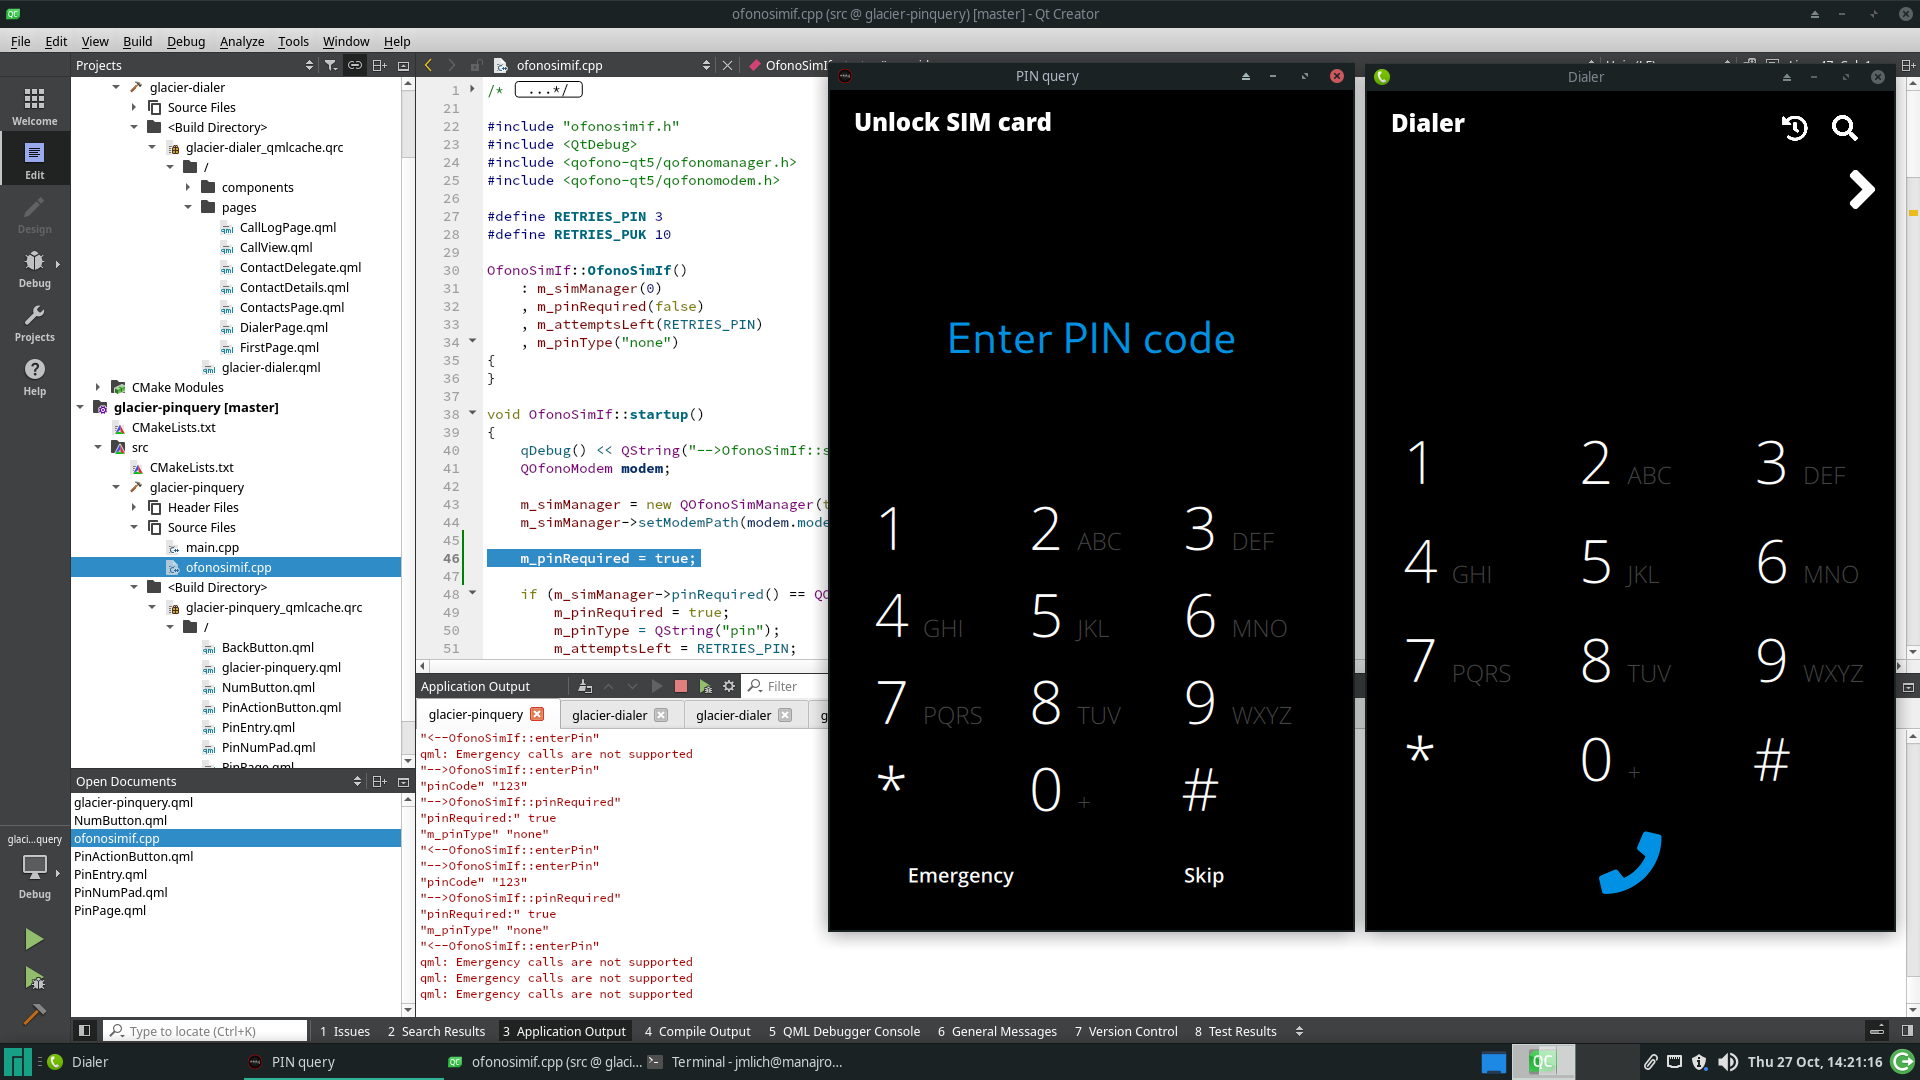 ofonosimif.cpp (src @ glacier-pinquery) [master] - Qt Creator
File Edit View Build Debug Analyze Tools Window Help
Projects
ofonosimif.cpp
Welcome
Edit
Design
Debug
Projects
Help
glacier-dialer
Source Files
<Build Directory>
glacier-dialer_qmlcache.qrc
/
components
pages
CallLogPage.qml
CallView.qml
ContactDelegate.qml
ContactDetails.qml
ContactsPage.qml
DialerPage.qml
FirstPage.qml
glacier-dialer.qml
CMake Modules
glacier-pinquery [master]
CMakeLists.txt
src
CMakeLists.txt
glacier-pinquery
Header Files
Source Files
main.cpp
ofonosimif.cpp
<Build Directory>
glacier-pinquery_qmlcache.qrc
/
BackButton.qml
glacier-pinquery.qml
NumButton.qml
PinActionButton.qml
PinEntry.qml
PinNumPad.qml
PinPage.qml
Open Documents
glacier-pinquery.qml
NumButton.qml
ofonosimif.cpp
PinActionButton.qml
PinEntry.qml
PinNumPad.qml
PinPage.qml
glaci...query
Debug
1 /* ...*/
21
22 #include "ofonosimif.h"
23 #include <QtDebug>
24 #include <qofono-qt5/qofonomanager.h>
25 #include <qofono-qt5/qofonomodem.h>
26
27 #define RETRIES_PIN 3
28 #define RETRIES_PUK 10
29
30 OfonoSimIf::OfonoSimIf()
31 : m_simManager(0)
32 , m_pinRequired(false)
33 , m_attemptsLeft(RETRIES_PIN)
34 , m_pinType("none")
35 {
36 }
37
38 void OfonoSimIf::startup()
39 {
40 qDebug() << QString("-->OfonoSimIf::s
41 QOfonoModem modem;
42
43 m_simManager = new QOfonoSimManager(t
44 m_simManager->setModemPath(modem.mode
45
46 m_pinRequired = true;
47
48 if (m_simManager->pinRequired() == QO
49 m_pinRequired = true;
50 m_pinType = QString("pin");
51 m_attemptsLeft = RETRIES_PIN;
Application Output
Filter
glacier-pinquery glacier-dialer glacier-dialer g
"<--OfonoSimIf::enterPin"
qml: Emergency calls are not supported
"-->OfonoSimIf::enterPin"
"pinCode" "123"
"-->OfonoSimIf::pinRequired"
"pinRequired:" true
"m_pinType" "none"
"<--OfonoSimIf::enterPin"
"-->OfonoSimIf::enterPin"
"pinCode" "123"
"-->OfonoSimIf::pinRequired"
"pinRequired:" true
"m_pinType" "none"
"<--OfonoSimIf::enterPin"
qml: Emergency calls are not supported
qml: Emergency calls are not supported
qml: Emergency calls are not supported
PIN query
Unlock SIM card
Enter PIN code
1 2 ABC 3 DEF
4 GHI 5 JKL 6 MNO
7 PQRS 8 TUV 9 WXYZ
* 0 + #
Emergency Skip
Dialer
Dialer
1 2 ABC 3 DEF
4 GHI 5 JKL 6 MNO
7 PQRS 8 TUV 9 WXYZ
* 0 + #
Type to locate (Ctrl+K) 1 Issues 2 Search Results 3 Application Output 4 Compile Output 5 QML Debugger Console 6 General Messages 7 Version Control 8 Test Results
Dialer PIN query ofonosimif.cpp (src @ glaci... Terminal - jmlich@manajro... Thu 27 Oct, 14:21:16